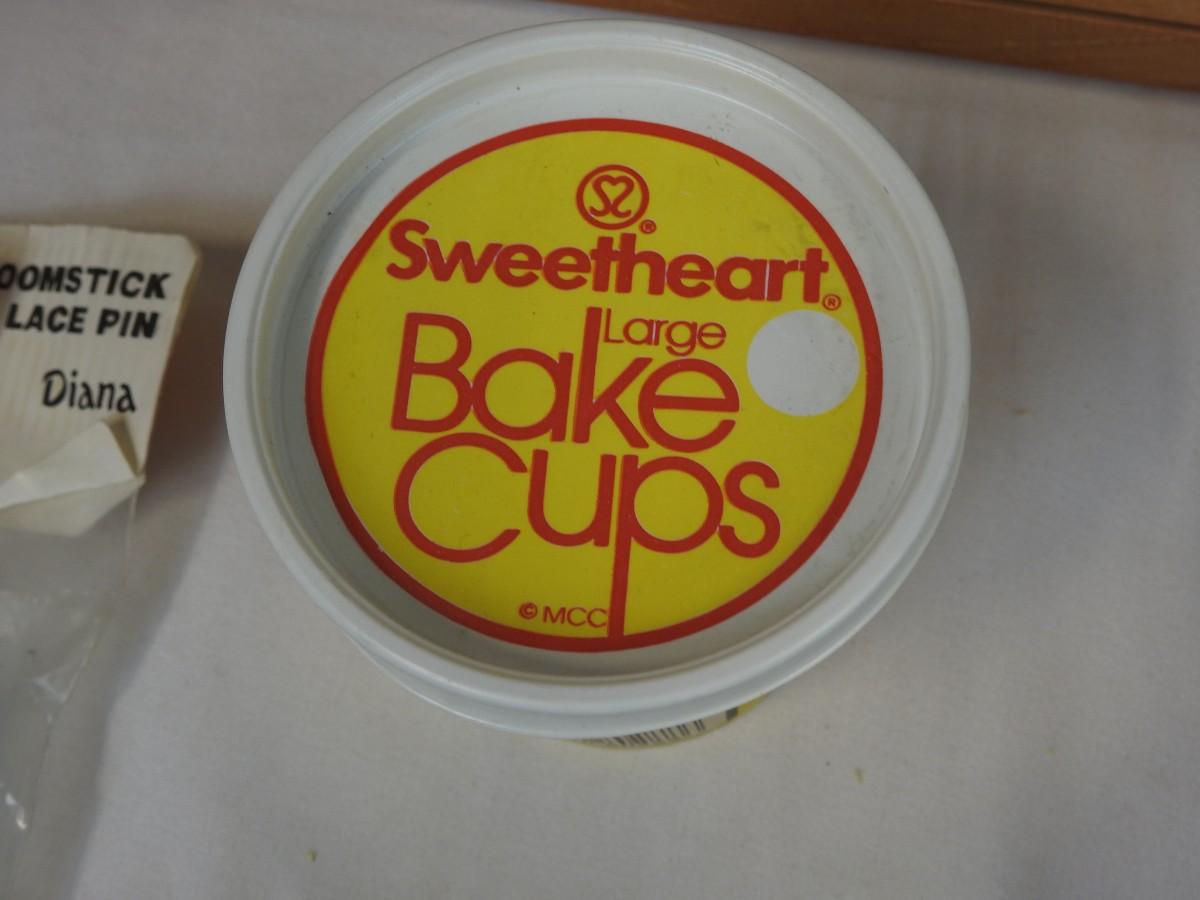 OOMSTICK
LACE PIN
Diana
®
Sweetheart®
Large
Bake
Cups
© MCC